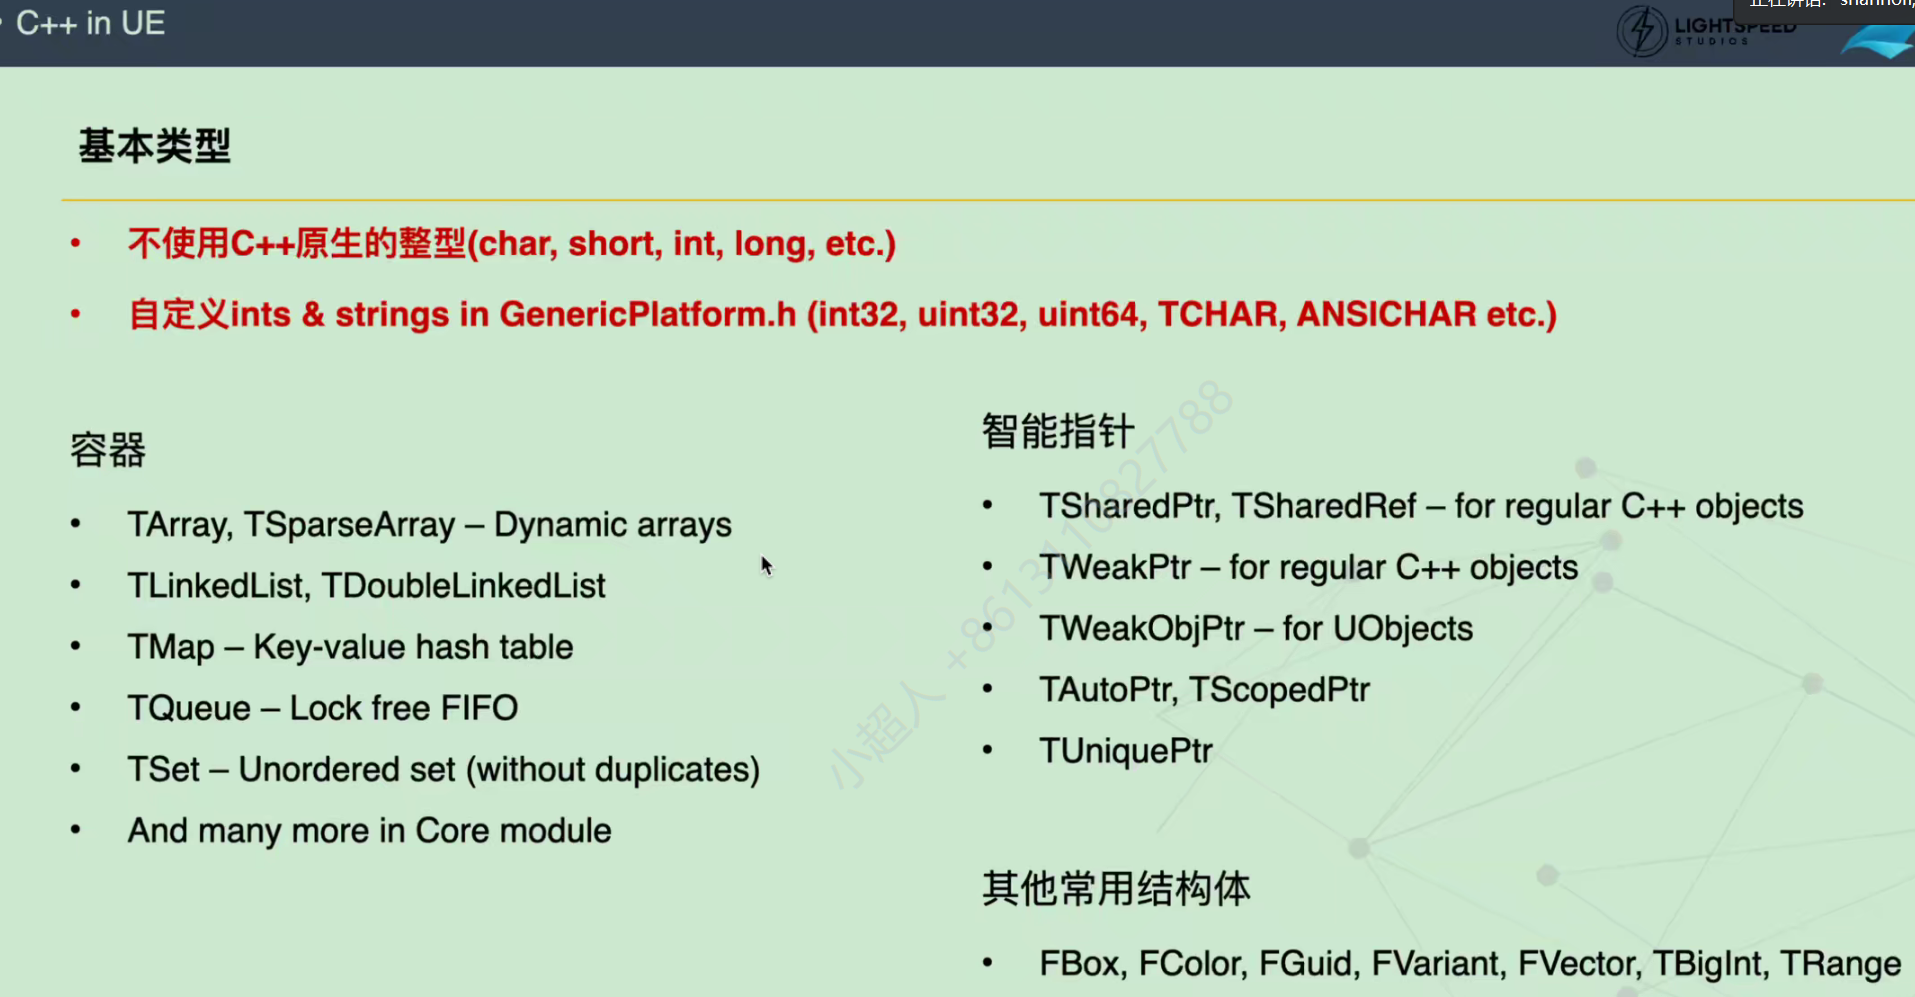 C++ in UE
正在讲话: shannon,
LIGHTSPEED
STUDIOS
基本类型
• 不使用C++原生的整型(char, short, int, long, etc.)
• 自定义ints & strings in GenericPlatform.h (int32, uint32, uint64, TCHAR, ANSICHAR etc.)
容器
• TArray, TSparseArray – Dynamic arrays
• TLinkedList, TDoubleLinkedList
• TMap – Key-value hash table
• TQueue – Lock free FIFO
• TSet – Unordered set (without duplicates)
• And many more in Core module
智能指针
• TSharedPtr, TSharedRef – for regular C++ objects
• TWeakPtr – for regular C++ objects
• TWeakObjPtr – for UObjects
• TAutoPtr, TScopedPtr
• TUniquePtr
其他常用结构体
• FBox, FColor, FGuid, FVariant, FVector, TBigInt, TRange
小超人 +8613110827788